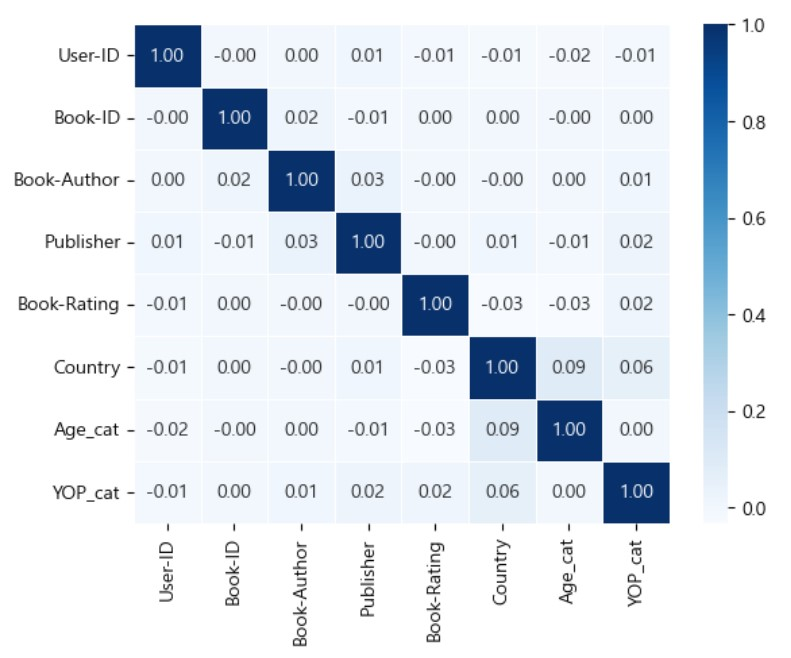 User-ID 1.00 -0.00 0.00 0.01 -0.01 -0.01 -0.02 -0.01
Book-ID -0.00 1.00 0.02 -0.01 0.00 0.00 -0.00 0.00
Book-Author 0.00 0.02 1.00 0.03 -0.00 -0.00 0.00 0.01
Publisher 0.01 -0.01 0.03 1.00 -0.00 0.01 -0.01 0.02
Book-Rating -0.01 0.00 -0.00 -0.00 1.00 -0.03 -0.03 0.02
Country -0.01 0.00 -0.00 0.01 -0.03 1.00 0.09 0.06
Age_cat -0.02 -0.00 0.00 -0.01 -0.03 0.09 1.00 0.00
YOP_cat -0.01 0.00 0.01 0.02 0.02 0.06 0.00 1.00
User-ID
Book-ID
Book-Author
Publisher
Book-Rating
Country
Age_cat
YOP_cat
1.0
0.8
0.6
0.4
0.2
0.0